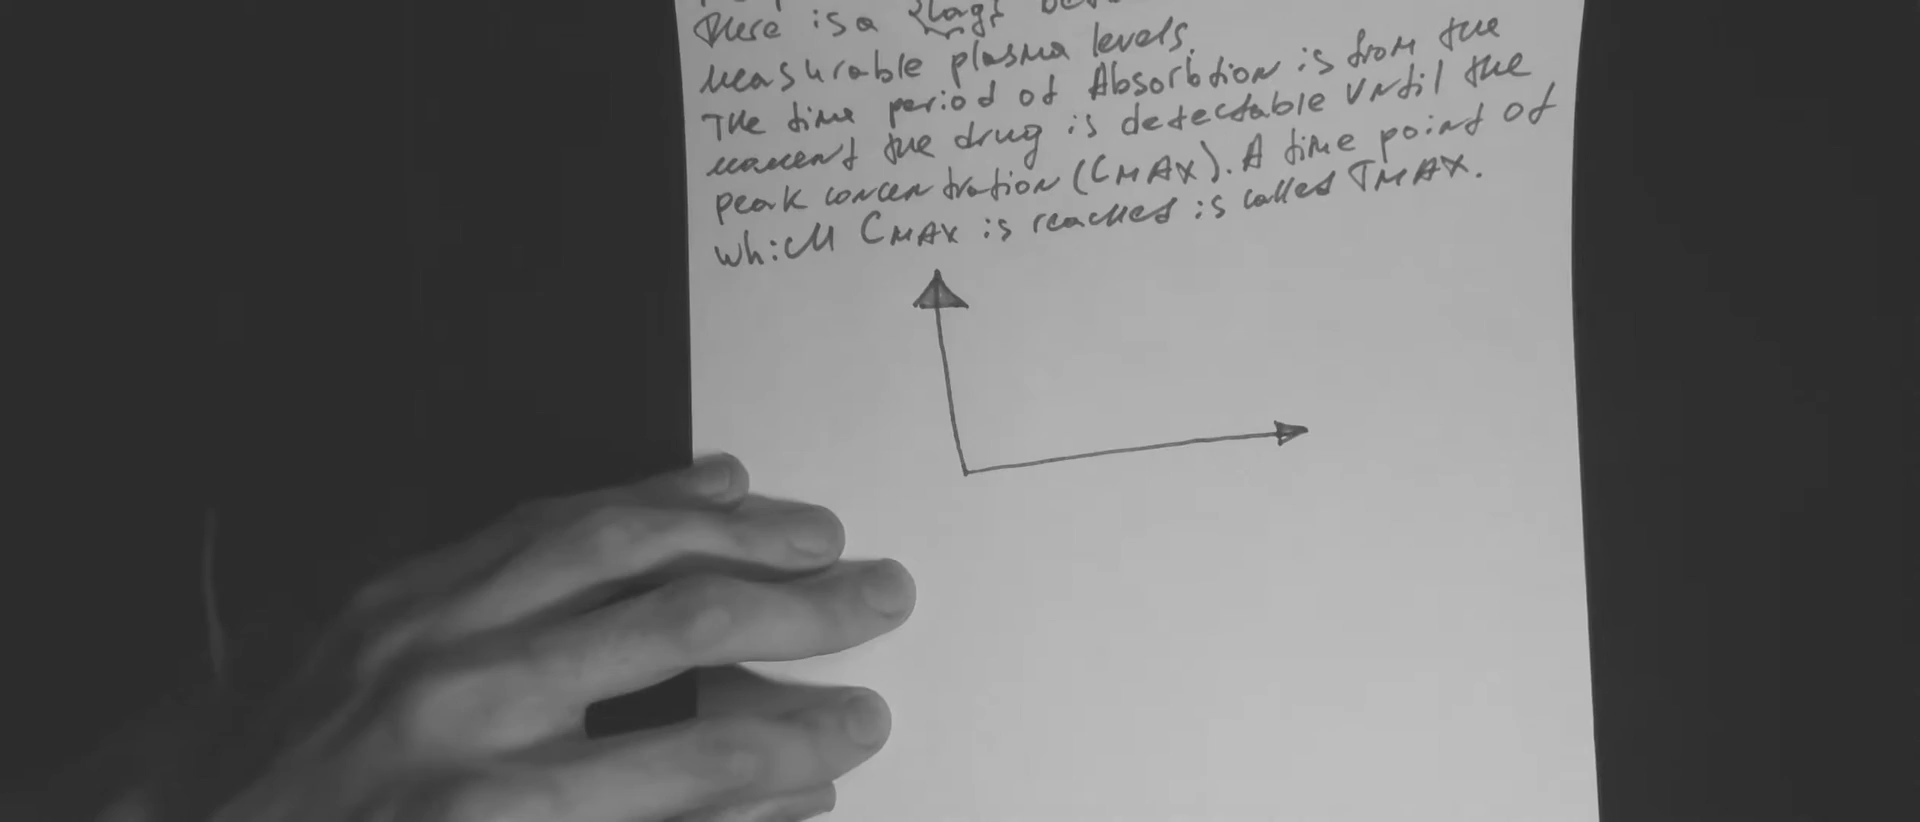 There is a {lag}
measurable plasma levels.
The time period of Absorbtion is from the
moment the drug is detectable until the
peak concentration (CMAX). A time point of
which CMAX is reached is called TMAX.